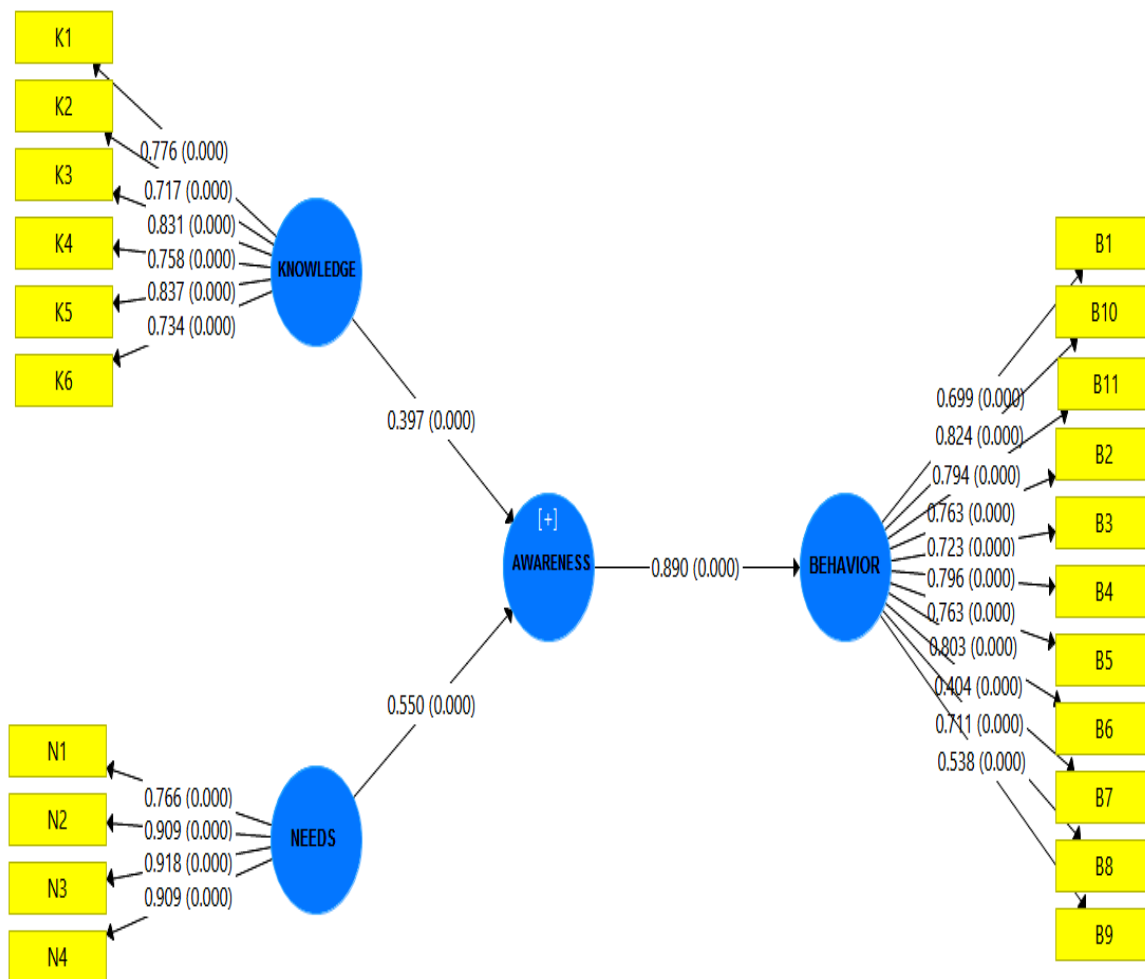 K1
K2
K3
K4
K5
K6
0.776 (0.000)
0.717 (0.000)
0.831 (0.000)
0.758 (0.000)
0.837 (0.000)
0.734 (0.000)
KNOWLEDGE
0.397 (0.000)
[+]
AWARENESS
0.890 (0.000)
BEHAVIOR
0.550 (0.000)
N1
N2
N3
N4
0.766 (0.000)
0.909 (0.000)
0.918 (0.000)
0.909 (0.000)
NEEDS
0.699 (0.000)
0.824 (0.000)
0.794 (0.000)
0.763 (0.000)
0.723 (0.000)
0.796 (0.000)
0.763 (0.000)
0.803 (0.000)
0.404 (0.000)
0.711 (0.000)
0.538 (0.000)
B1
B10
B11
B2
B3
B4
B5
B6
B7
B8
B9